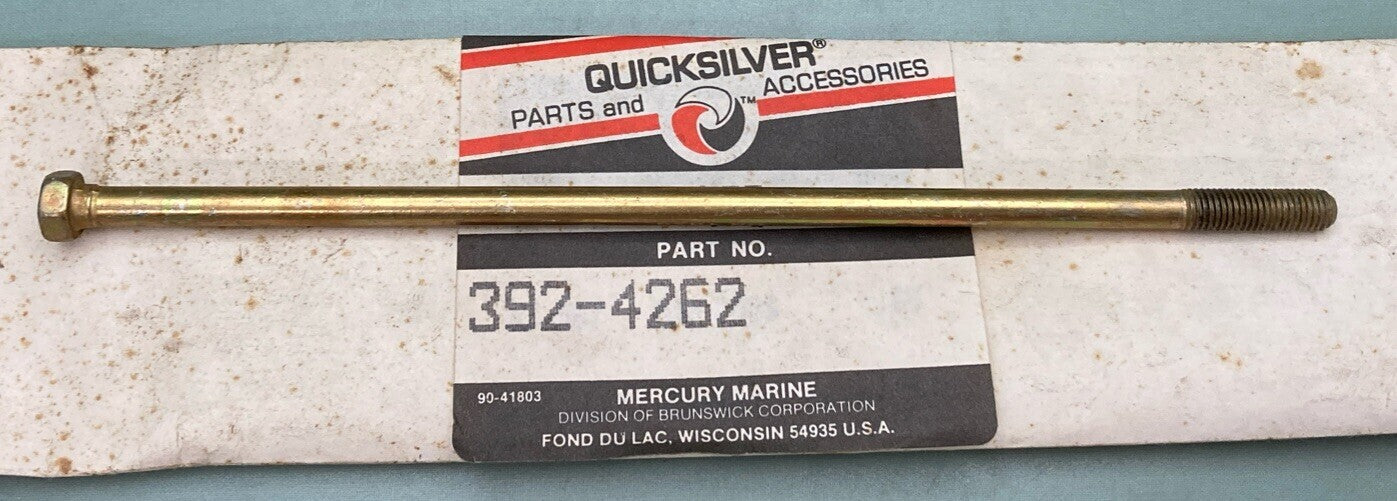 QUICKSILVER®
PARTS and ACCESSORIES
TM
PART NO.
392-4262
90-41803
MERCURY MARINE
DIVISION OF BRUNSWICK CORPORATION
FOND DU LAC, WISCONSIN 54935 U.S.A.